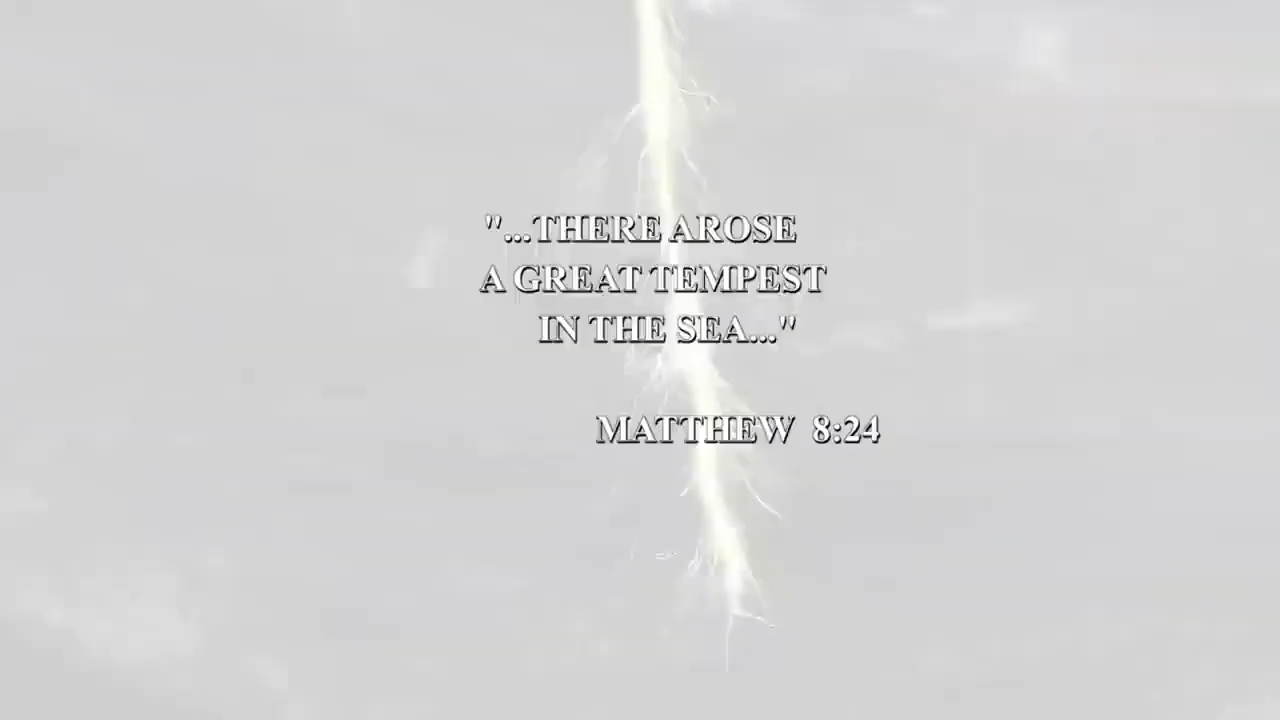 "...THERE AROSE
A GREAT TEMPEST
IN THE SEA..."
MATTHEW 8:24